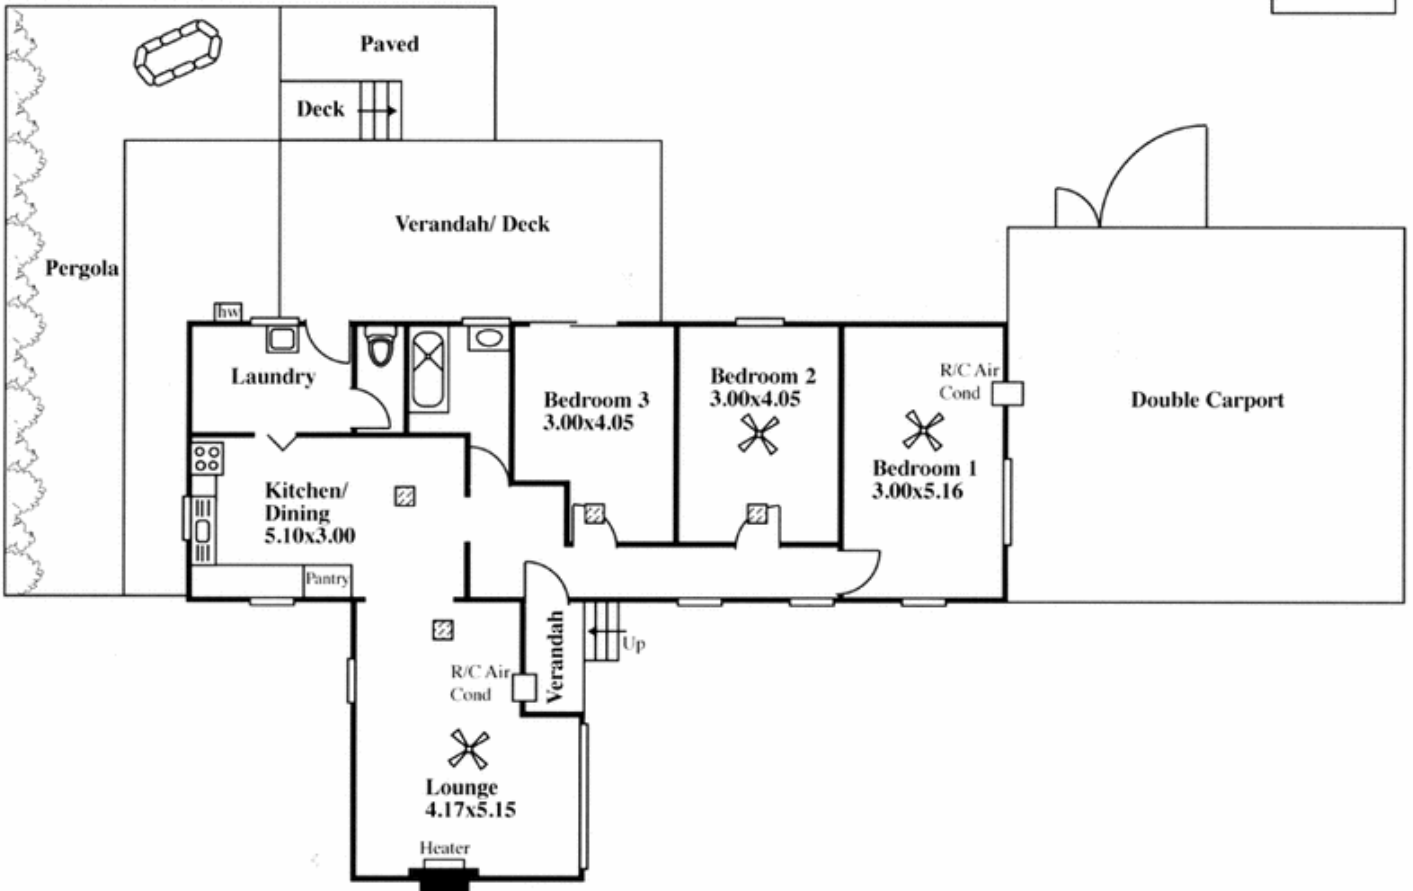 Paved
Deck
Verandah/ Deck
Pergola
hw
Laundry
Bedroom 3
3.00x4.05
Bedroom 2
3.00x4.05
R/C Air
Cond
Bedroom 1
3.00x5.16
Double Carport
Kitchen/
Dining
5.10x3.00
Pantry
Verandah
Up
R/C Air
Cond
Lounge
4.17x5.15
Heater